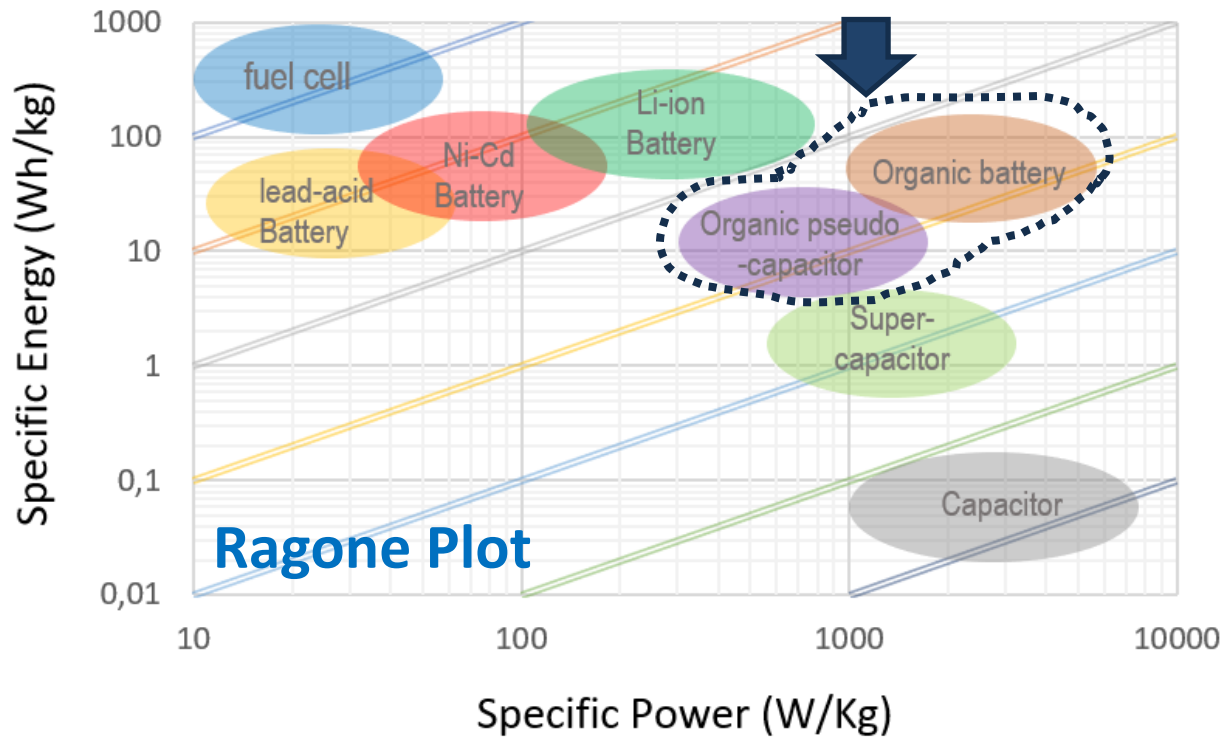 Specific Energy (Wh/kg)
1000
100
10
1
0,1
0,01
fuel cell
Li-ion
Battery
Ni-Cd
Battery
lead-acid
Battery
Organic battery
Organic pseudo
-capacitor
Super-
capacitor
Capacitor
Ragone Plot
10
100
1000
10000
Specific Power (W/Kg)